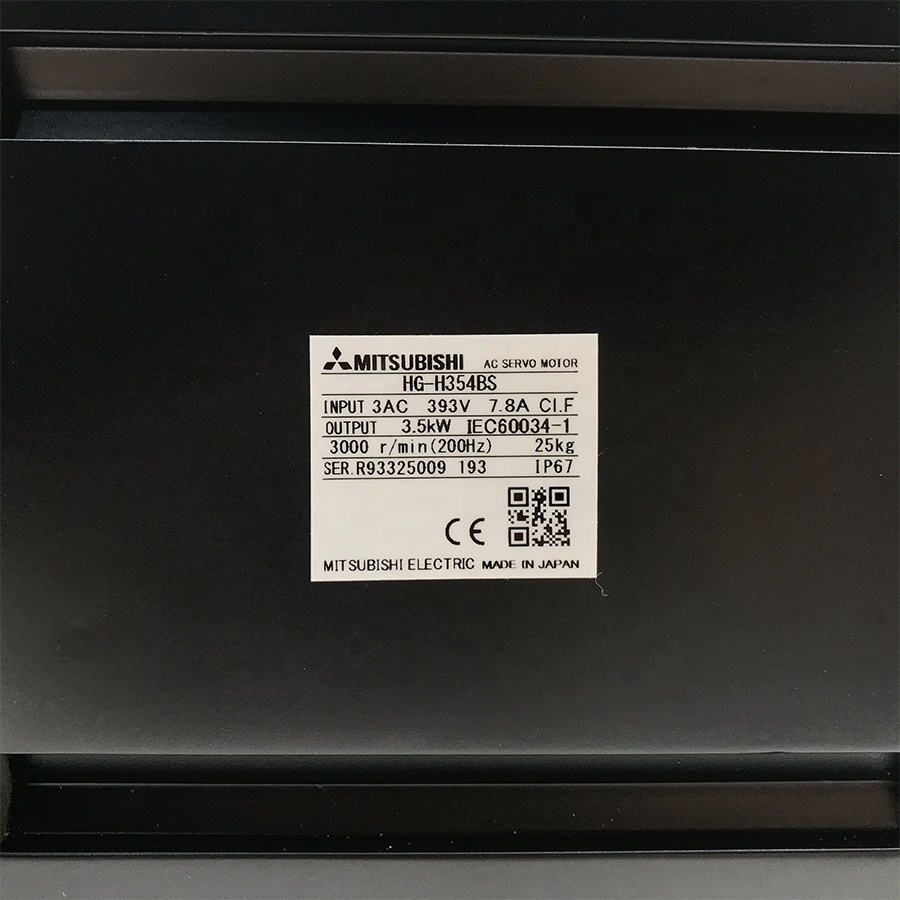 MITSUBISHI AC SERVO MOTOR
HG-H354BS
INPUT 3AC 393V 7.8A Cl.F
OUTPUT 3.5kW IEC60034-1
3000 r/min(200Hz) 25kg
SER.R93325009 193 IP67
CE
MITSUBISHI ELECTRIC MADE IN JAPAN